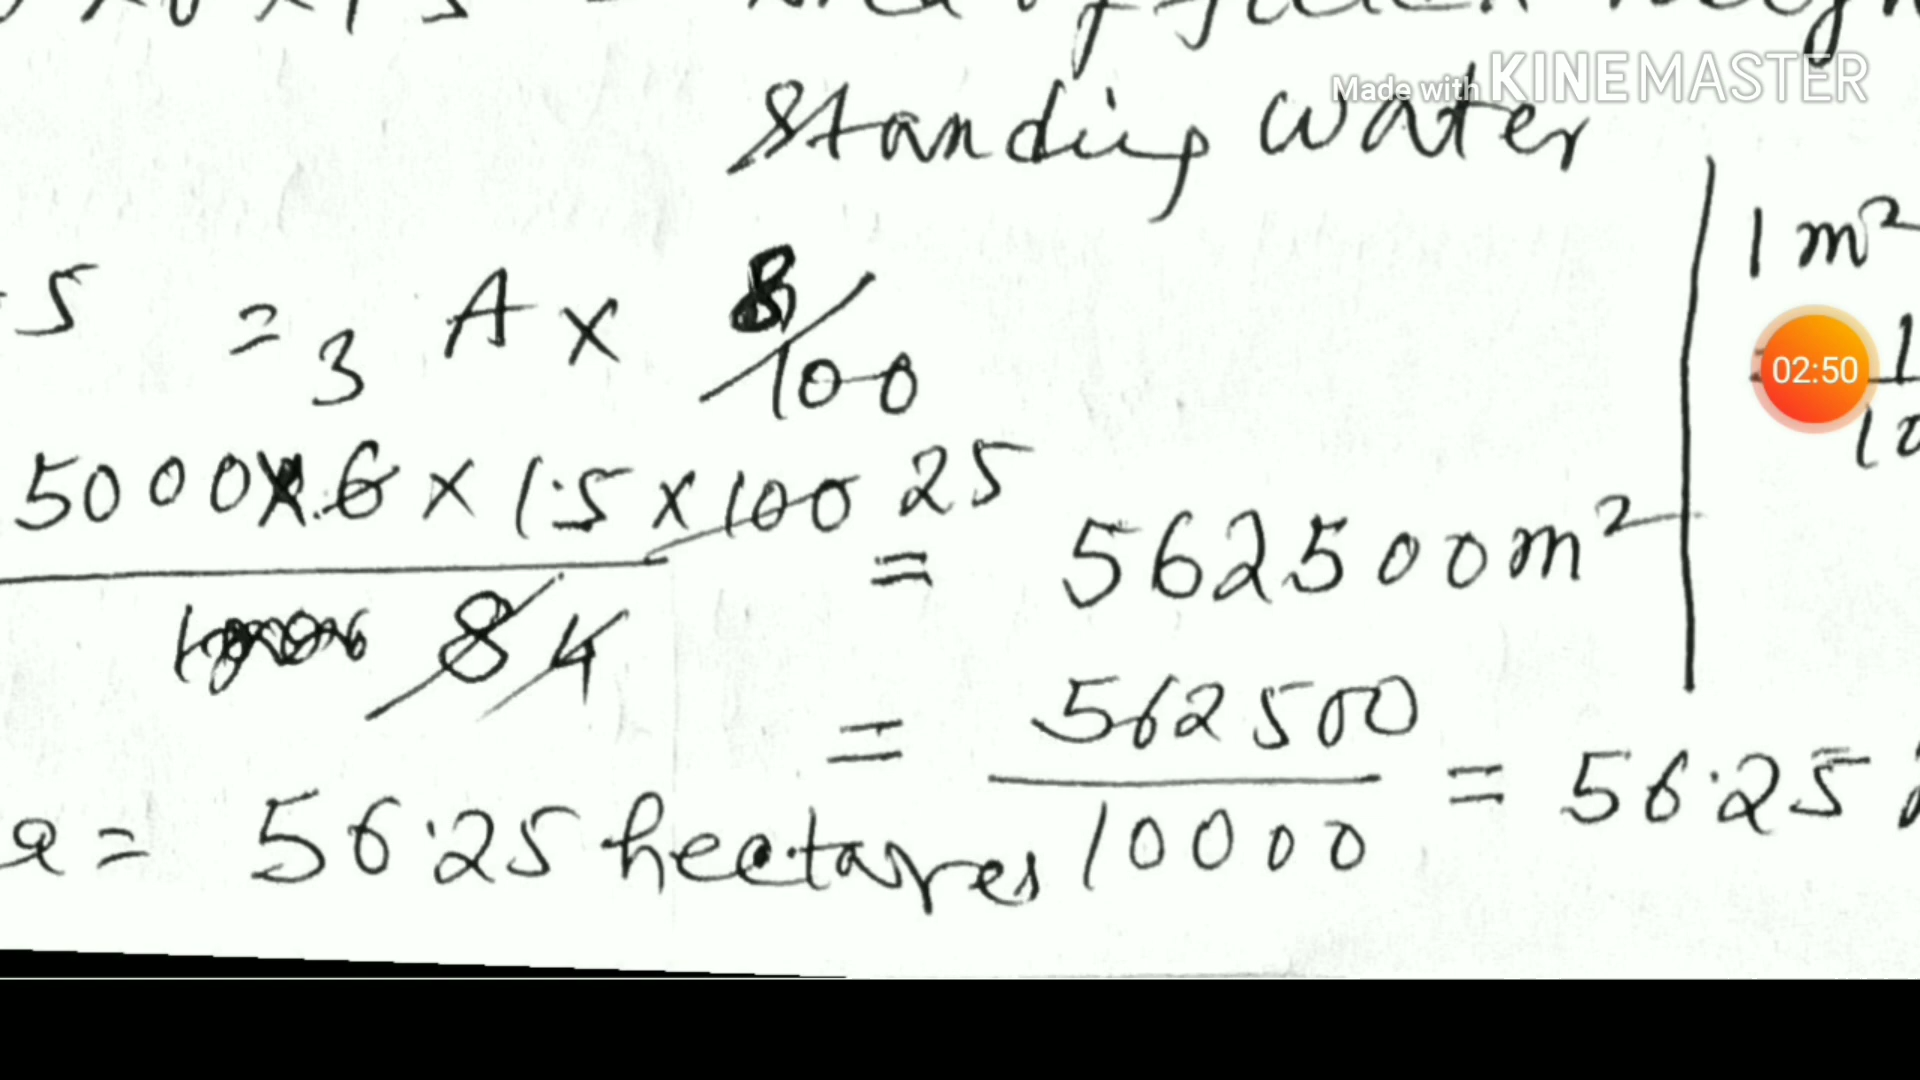 Made with KINEMASTER
standing water
1 m²
5 = A × 8/100
02:50
3
5000 × 6 × 1.5 × 100 25
= 562500 m²
8 4
= 562500 / 10000 = 56.25
a = 56.25 hectares